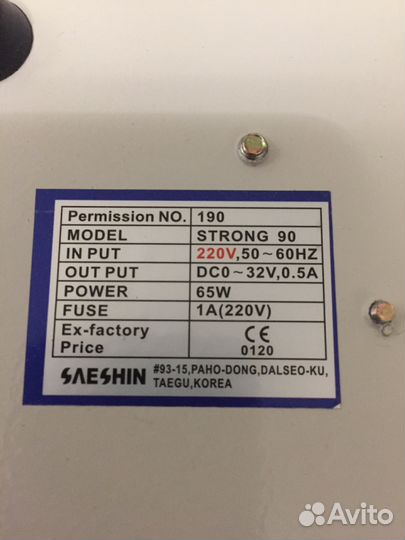 Permission NO. 190
MODEL STRONG 90
IN PUT 220V,50~60HZ
OUT PUT DC0~32V,0.5A
POWER 65W
FUSE 1A(220V)
Ex-factory Price CE 0120
SAESHIN #93-15,PAHO-DONG,DALSEO-KU,
TAEGU,KOREA
Avito